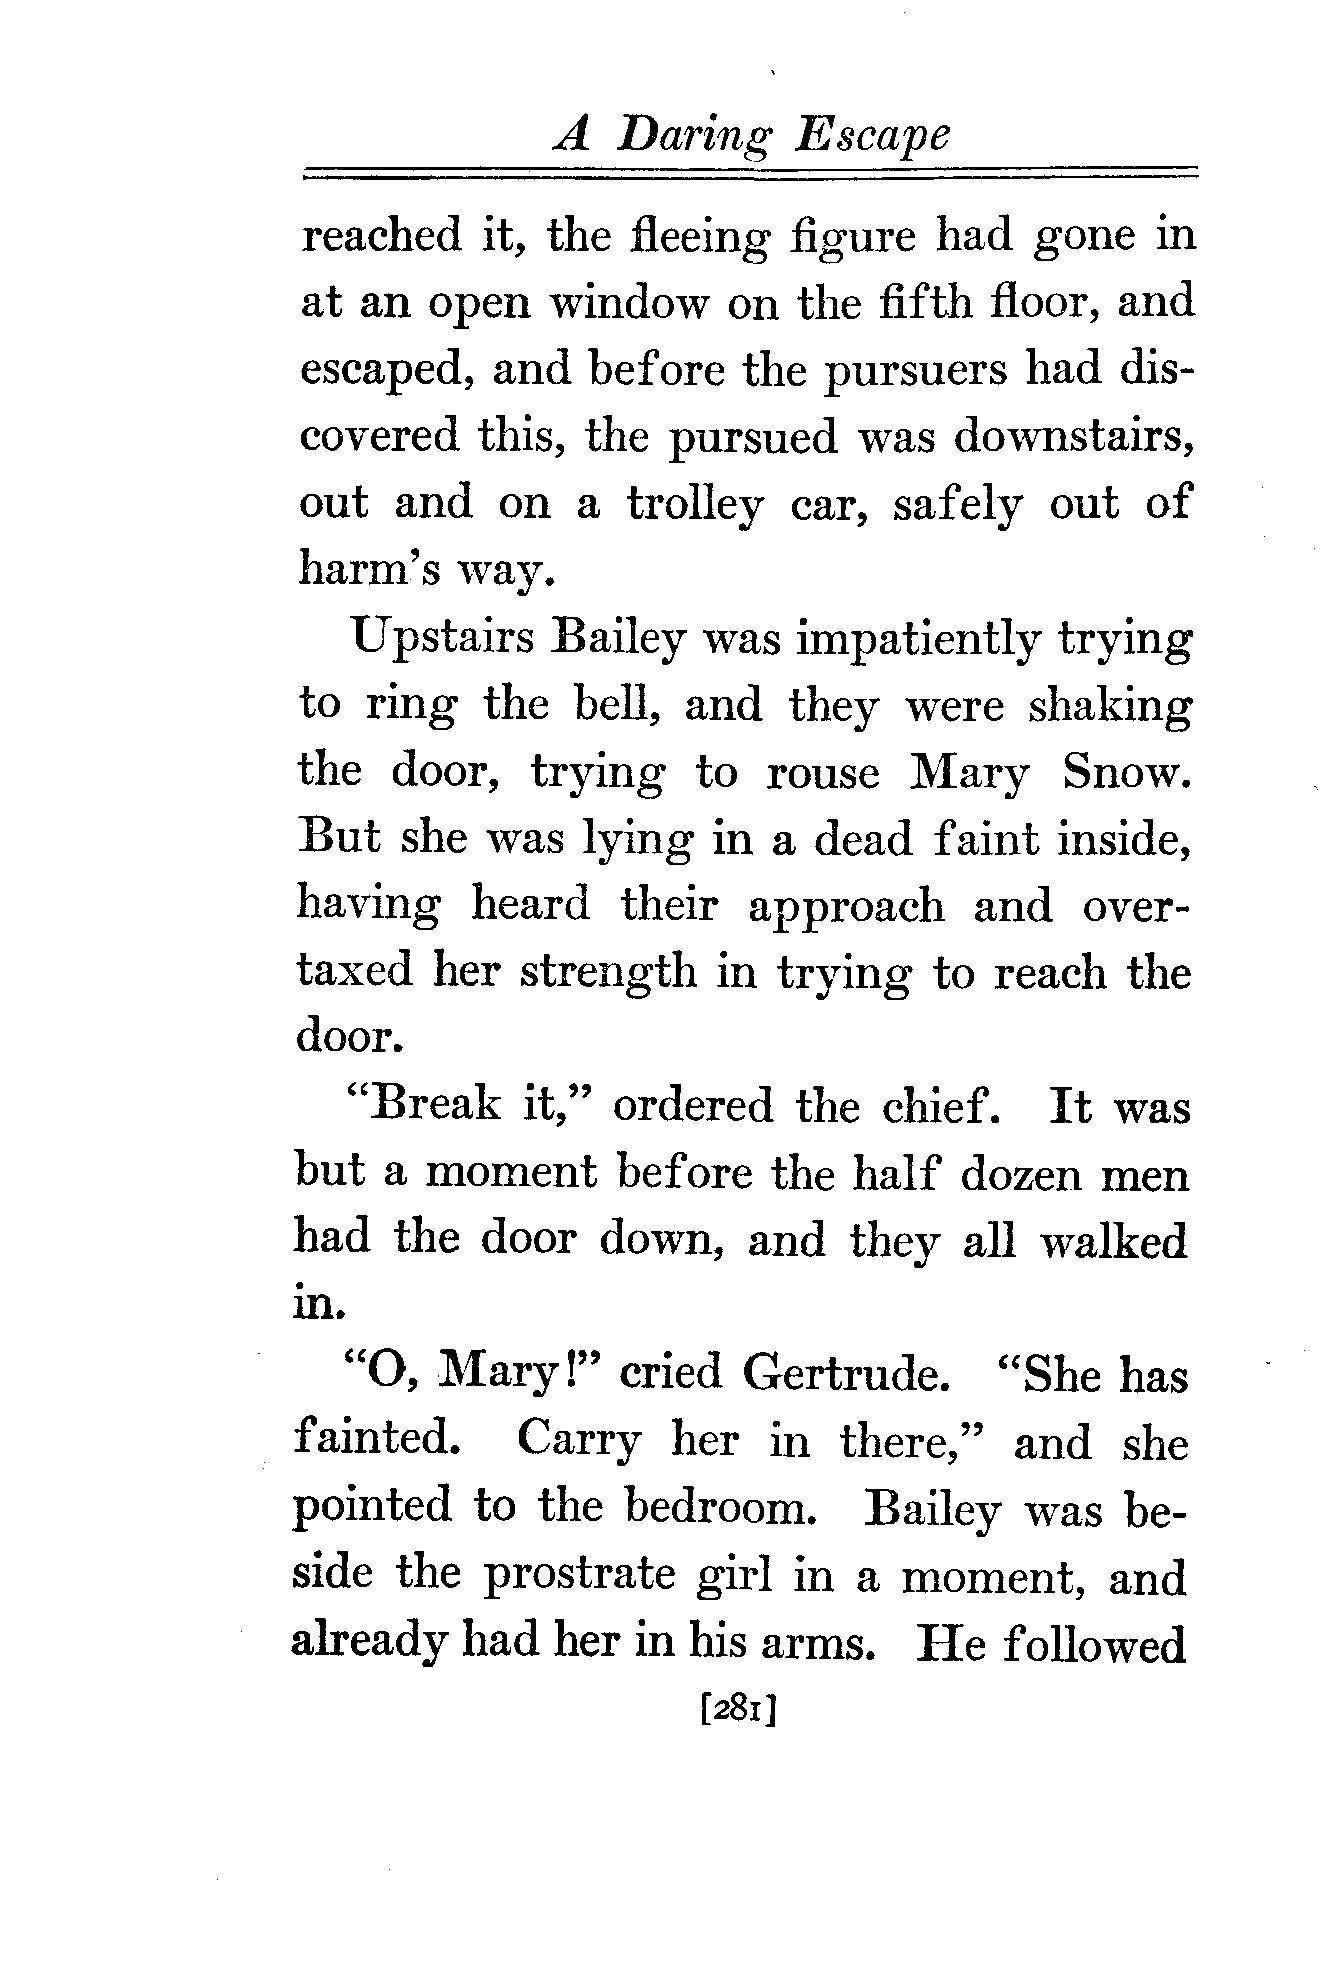 A Daring Escape
reached it, the fleeing figure had gone in
at an open window on the fifth floor, and
escaped, and before the pursuers had dis-
covered this, the pursued was downstairs,
out and on a trolley car, safely out of
harm's way.
Upstairs Bailey was impatiently trying
to ring the bell, and they were shaking
the door, trying to rouse Mary Snow.
But she was lying in a dead faint inside,
having heard their approach and over-
taxed her strength in trying to reach the
door.
“Break it,” ordered the chief. It was
but a moment before the half dozen men
had the door down, and they all walked
in.
“O, Mary!” cried Gertrude. “She has
fainted. Carry her in there,” and she
pointed to the bedroom. Bailey was be-
side the prostrate girl in a moment, and
already had her in his arms. He followed
[281]